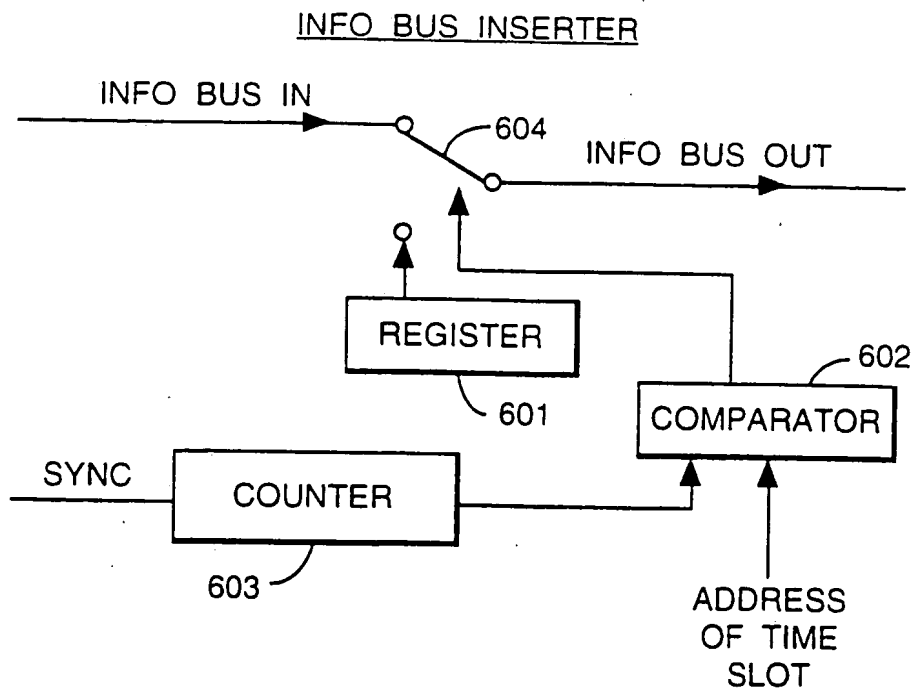 INFO BUS INSERTER
INFO BUS IN
604
INFO BUS OUT
REGISTER
601
602
COMPARATOR
SYNC
COUNTER
603
ADDRESS
OF TIME
SLOT